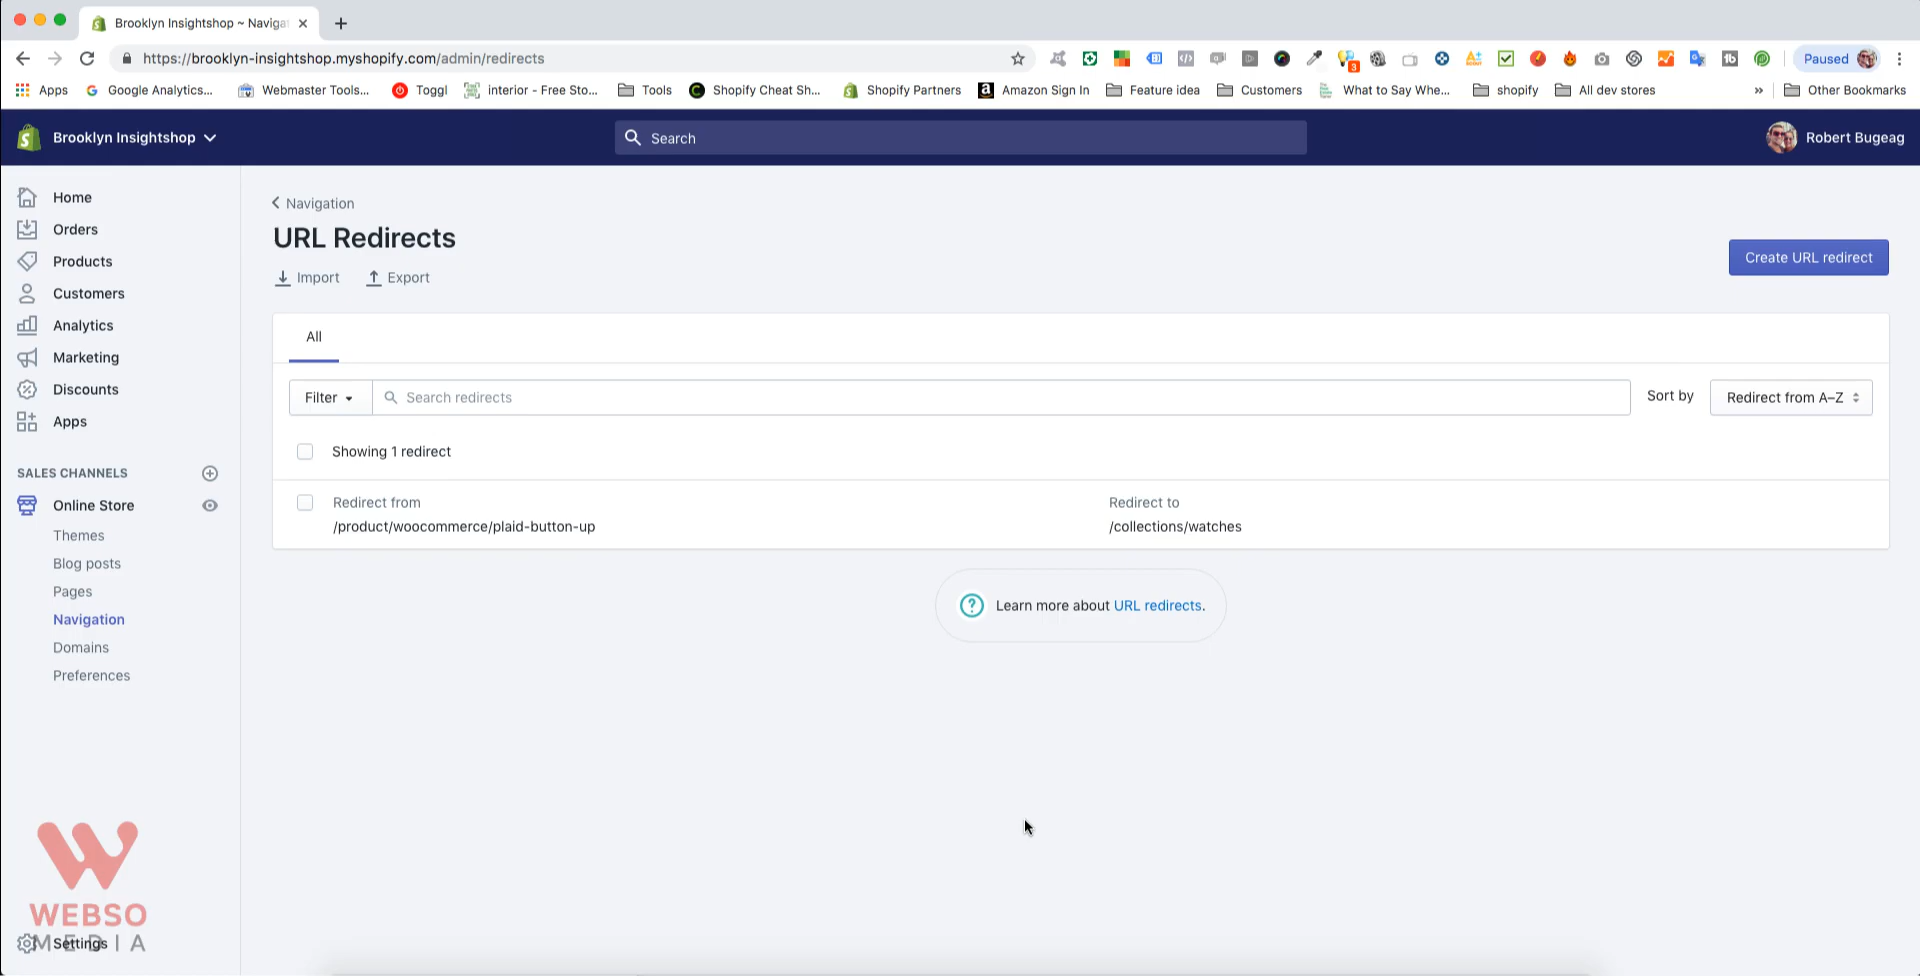 Brooklyn Insightshop ~ Naviga
https://brooklyn-insightshop.myshopify.com/admin/redirects
3
Paused
Apps
Google Analytics...
Webmaster Tools...
Toggl
interior - Free Sto...
Tools
Shopify Cheat Sh...
Shopify Partners
Amazon Sign In
Feature idea
Customers
What to Say Whe...
shopify
All dev stores
»
Other Bookmarks
Brooklyn Insightshop
Search
Robert Bugeag
Home
Orders
Products
Customers
Analytics
Marketing
Discounts
Apps
SALES CHANNELS
Online Store
Themes
Blog posts
Pages
Navigation
Domains
Preferences
Navigation
URL Redirects
Import
Export
Create URL redirect
All
Filter
Search redirects
Sort by
Redirect from A–Z
Showing 1 redirect
Redirect from
/product/woocommerce/plaid-button-up
Redirect to
/collections/watches
Learn more about URL redirects.
WEBSO
MEDIA
Settings